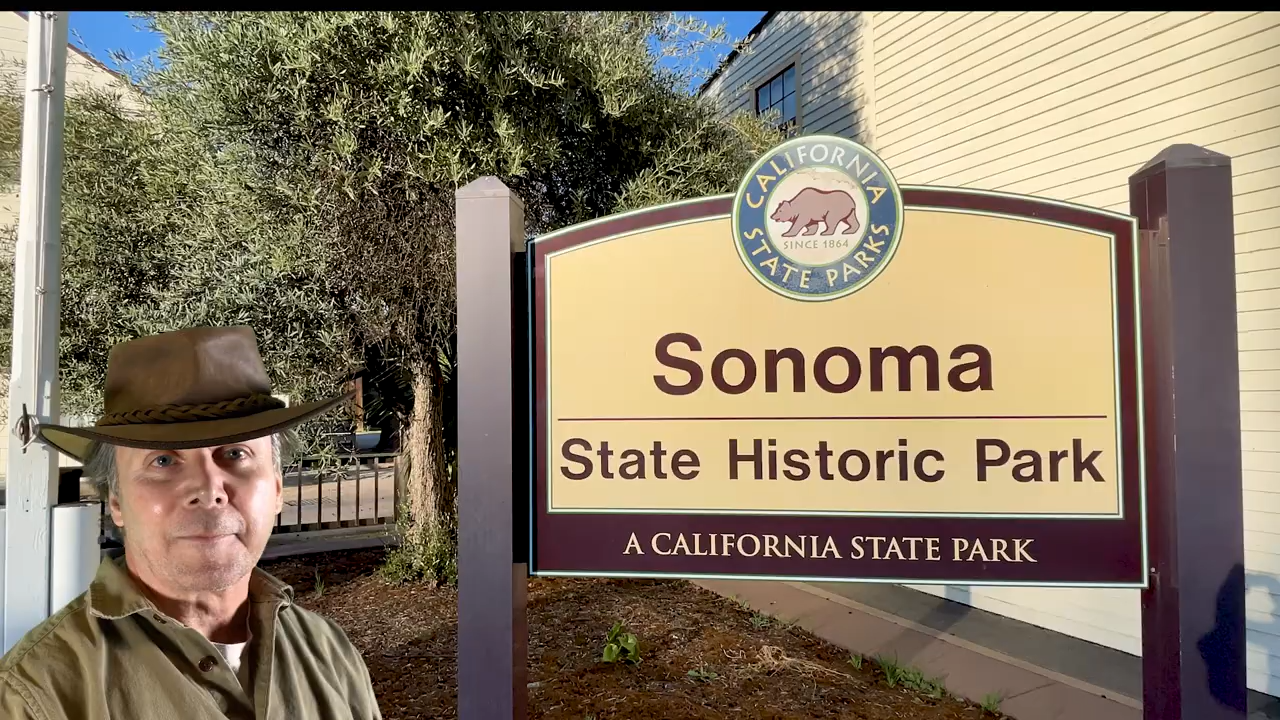 CALIFORNIA
SINCE 1864
STATE PARKS
Sonoma
State Historic Park
A CALIFORNIA STATE PARK